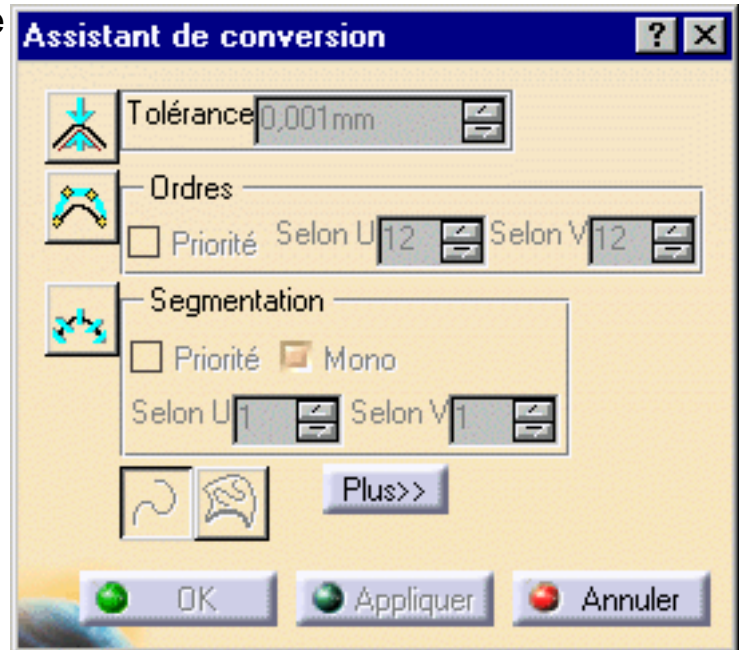 e
Assistant de conversion
Tolérance 0,001mm
Ordres
Priorité Selon U 12 Selon V 12
Segmentation
Priorité Mono
Selon U 1 Selon V 1
Plus>>
OK Appliquer Annuler